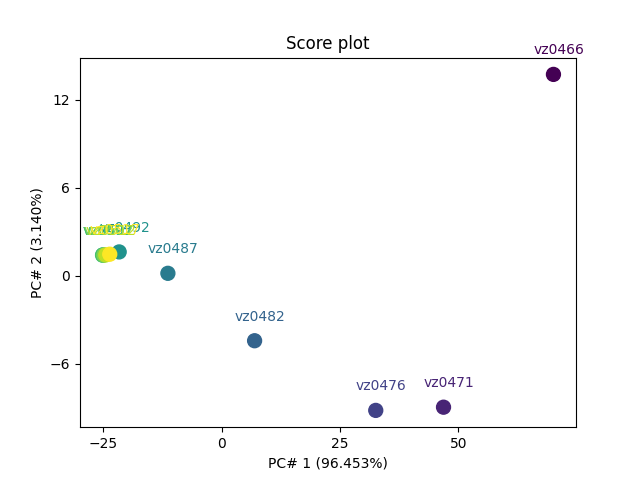 Score plot
vz0466
12
6
vz0492
vz0487
0
vz0482
−6
vz0476
vz0471
−25
0
25
50
PC# 1 (96.453%)
PC# 2 (3.140%)